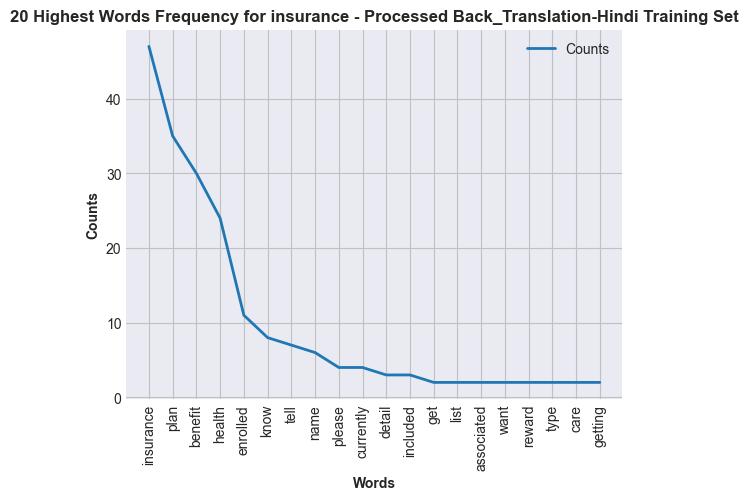 20 Highest Words Frequency for insurance - Processed Back_Translation-Hindi Training Set
Counts
40
30
20
10
0
Counts
insurance
plan
benefit
health
enrolled
know
tell
name
please
currently
detail
included
get
list
associated
want
reward
type
care
getting
Words